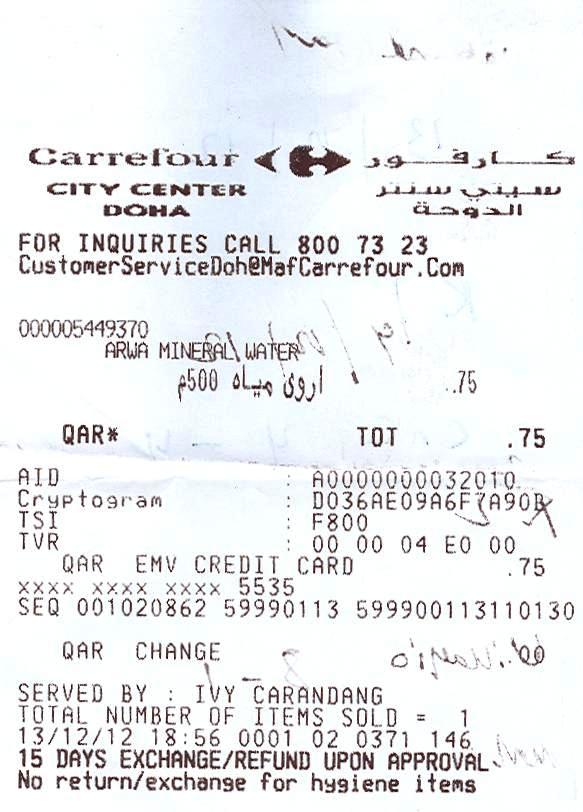 Carrefour كارفور
CITY CENTER سيتي سنتر
DOHA الدوحة
FOR INQUIRIES CALL 800 73 23
CustomerServiceDoh@MafCarrefour.Com
000005449370
ARWA MINERAL WATER
اروى مياه 500م .75
QAR* TOT .75
AID : A0000000032010
Cryptogram : D036AE09A6F7A90B
TSI : F800
TVR : 00 00 04 E0 00
QAR EMV CREDIT CARD .75
xxxx xxxx xxxx 5535
SEQ 001020862 59990113 599900113110130
QAR CHANGE
SERVED BY : IVY CARANDANG
TOTAL NUMBER OF ITEMS SOLD = 1
13/12/12 18:56 0001 02 0371 146
15 DAYS EXCHANGE/REFUND UPON APPROVAL
No return/exchange for hygiene items